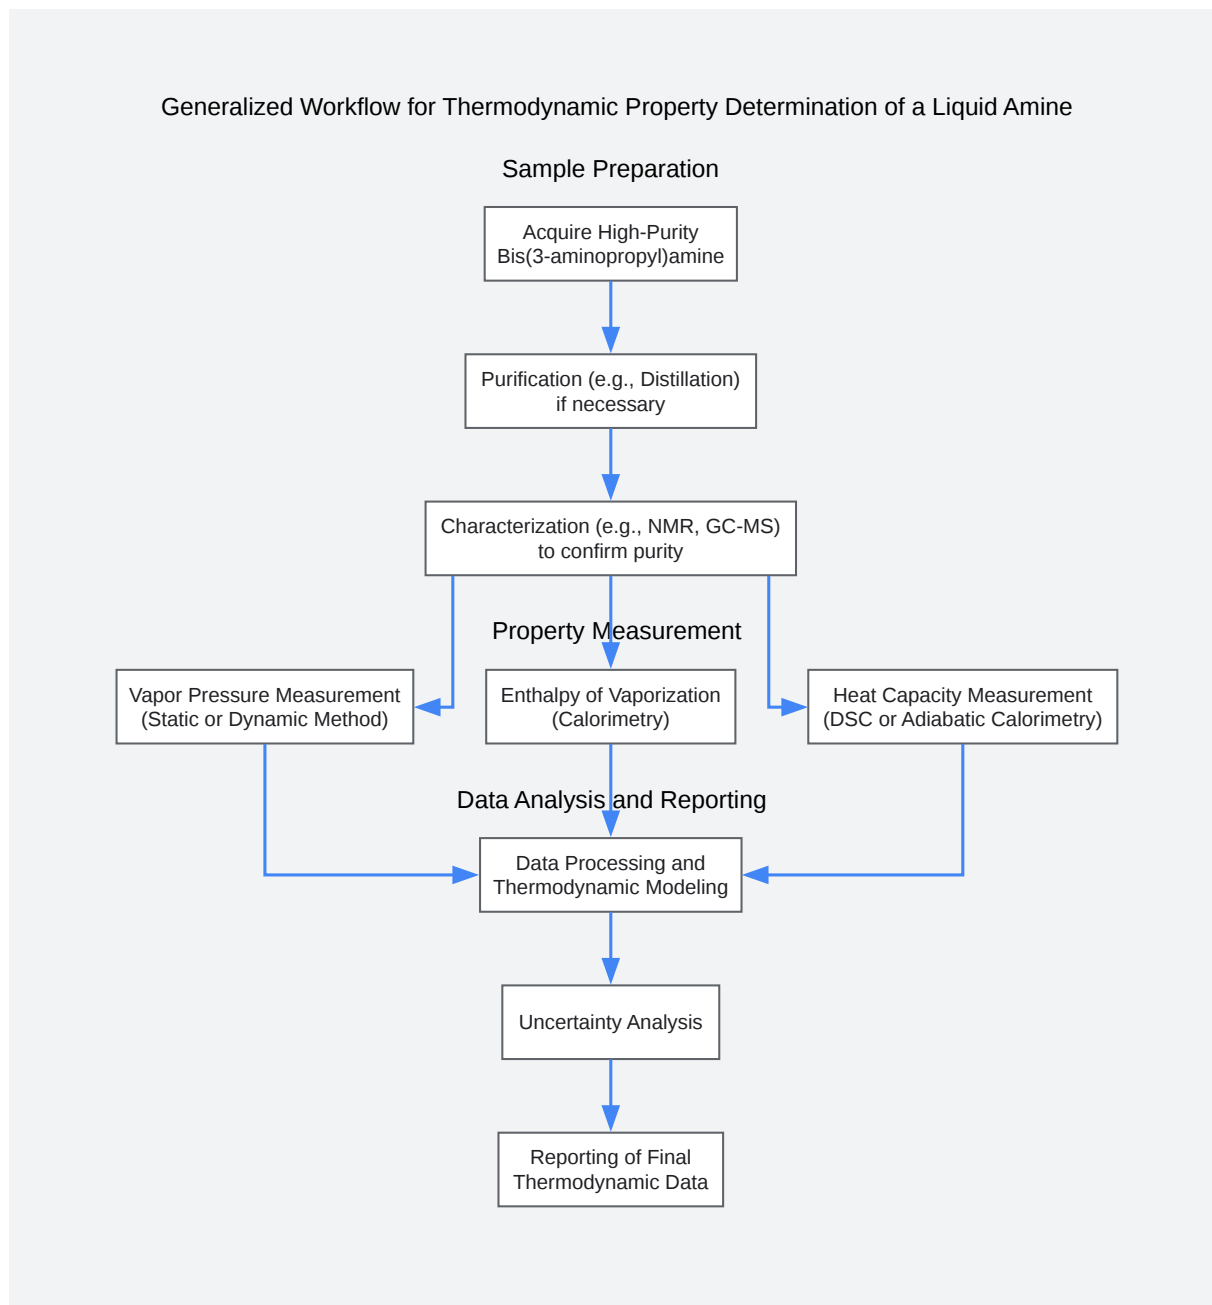 Generalized Workflow for Thermodynamic Property Determination of a Liquid Amine
Sample Preparation
Acquire High-Purity
Bis(3-aminopropyl)amine
Purification (e.g., Distillation)
if necessary
Characterization (e.g., NMR, GC-MS)
to confirm purity
Property Measurement
Vapor Pressure Measurement
(Static or Dynamic Method)
Enthalpy of Vaporization
(Calorimetry)
Heat Capacity Measurement
(DSC or Adiabatic Calorimetry)
Data Analysis and Reporting
Data Processing and
Thermodynamic Modeling
Uncertainty Analysis
Reporting of Final
Thermodynamic Data